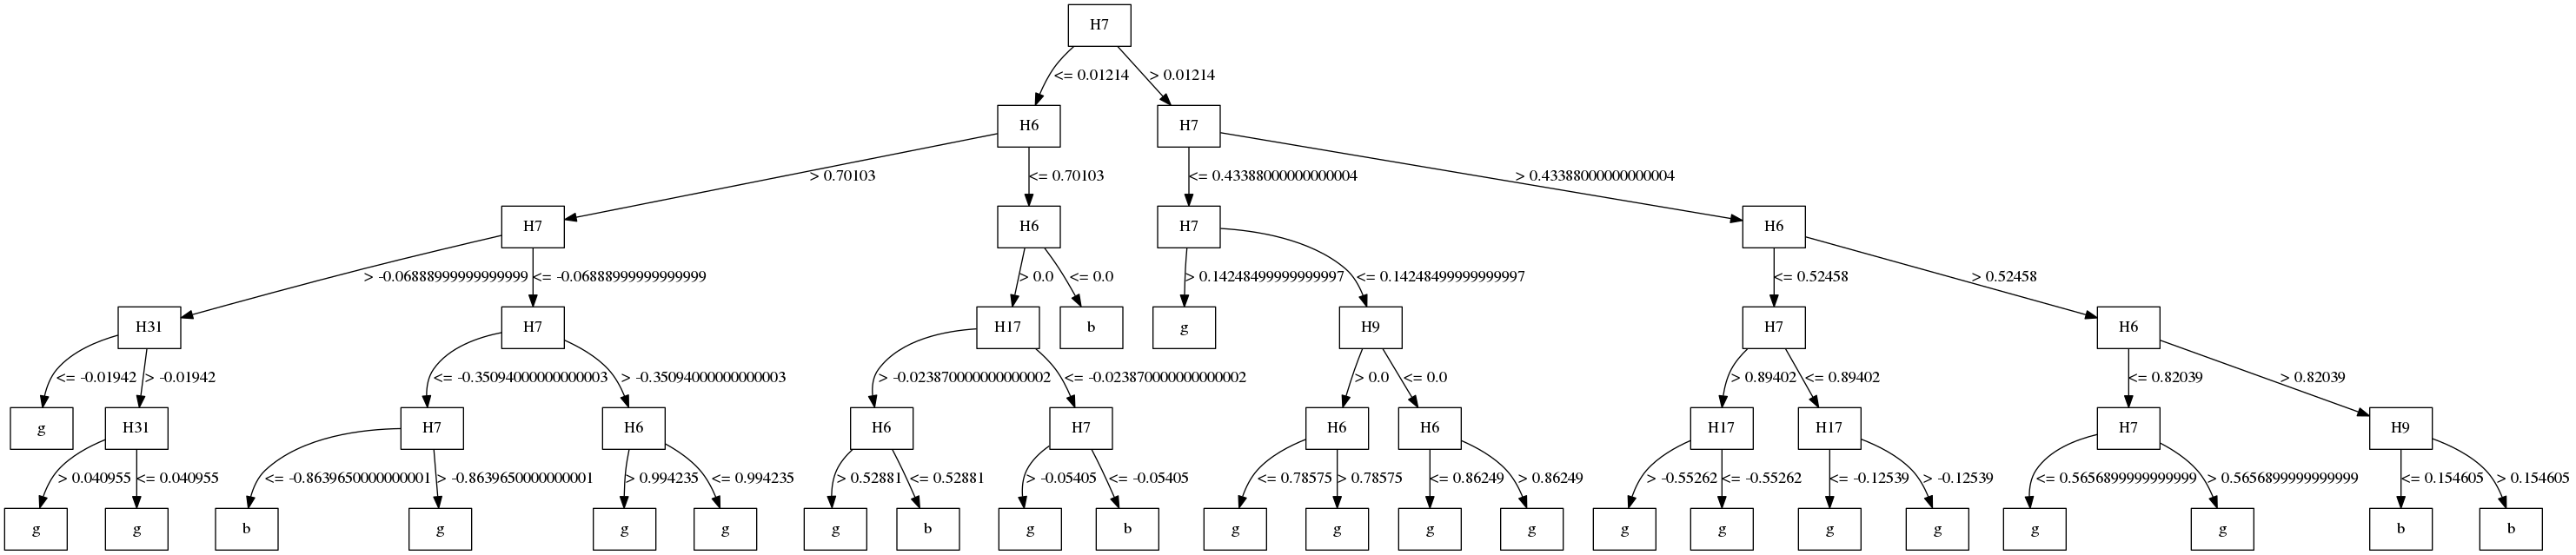 H7
<= 0.01214 > 0.01214
H6 H7
> 0.70103 <= 0.70103 <= 0.43388000000000004 > 0.43388000000000004
H7 H6 H7 H6
> -0.06888999999999999 <= -0.06888999999999999 > 0.0 <= 0.0 > 0.14248499999999997 <= 0.14248499999999997 <= 0.52458 > 0.52458
H31 H7 H17 b g H9 H7 H6
<= -0.01942 > -0.01942 <= -0.35094000000000003 > -0.35094000000000003 > -0.023870000000000002 <= -0.023870000000000002 > 0.0 <= 0.0 > 0.89402 <= 0.89402 <= 0.82039 > 0.82039
g H31 H7 H6 H6 H7 H6 H6 H17 H17 H7 H9
> 0.040955 <= 0.040955 <= -0.8639650000000001 > -0.8639650000000001 > 0.994235 <= 0.994235 > 0.52881 <= 0.52881 > -0.05405 <= -0.05405 <= 0.78575 > 0.78575 <= 0.86249 > 0.86249 > -0.55262 <= -0.55262 <= -0.12539 > -0.12539 <= 0.5656899999999999 > 0.5656899999999999 <= 0.154605 > 0.154605
g g b g g g g b g b g g g g g g g g g g b b